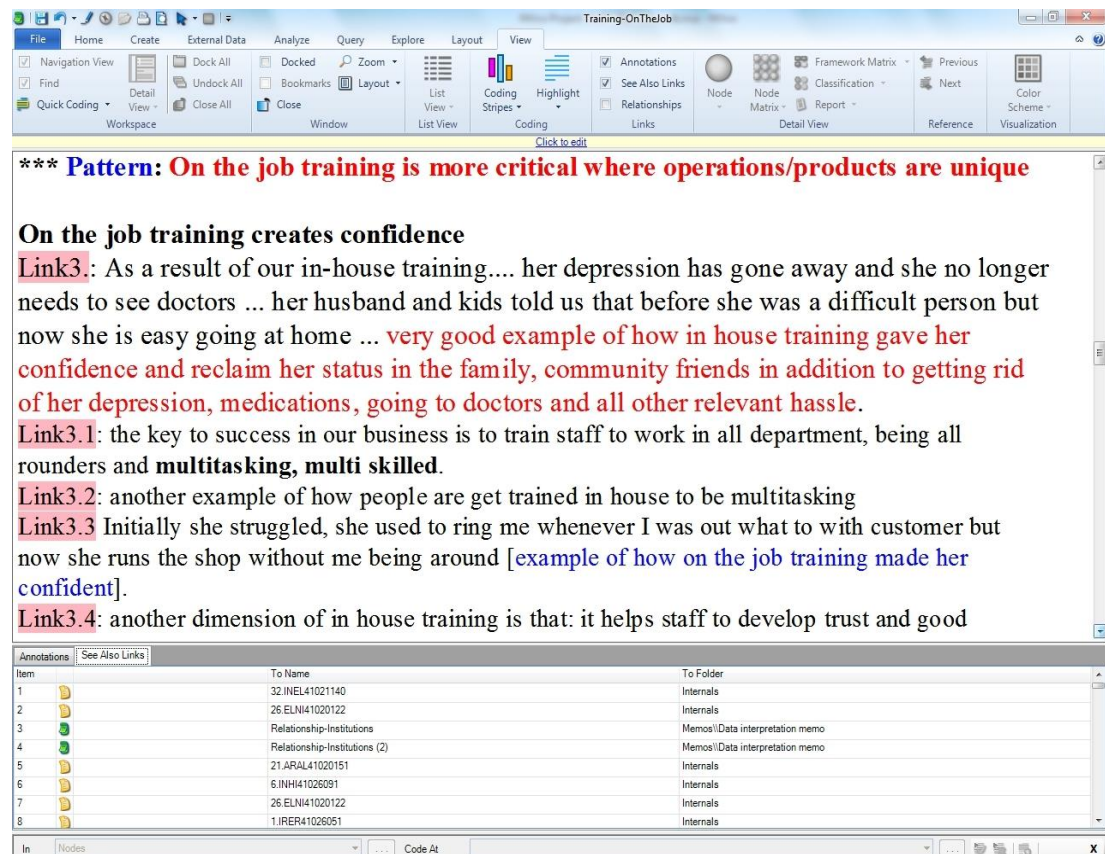 Training-OnTheJob
File Home Create External Data Analyze Query Explore Layout View
Navigation View
Find
Quick Coding
Detail View
Workspace
Dock All
Undock All
Close All
Docked
Bookmarks
Close
Zoom
Layout
Window
List View
List View
Coding Stripes
Highlight
Coding
Annotations
See Also Links
Relationships
Links
Node
Node Matrix
Framework Matrix
Classification
Report
Detail View
Previous
Next
Reference
Color Scheme
Visualization
Click to edit
*** Pattern: On the job training is more critical where operations/products are unique
On the job training creates confidence
Link3.: As a result of our in-house training.... her depression has gone away and she no longer
needs to see doctors ... her husband and kids told us that before she was a difficult person but
now she is easy going at home ... very good example of how in house training gave her
confidence and reclaim her status in the family, community friends in addition to getting rid
of her depression, medications, going to doctors and all other relevant hassle.
Link3.1: the key to success in our business is to train staff to work in all department, being all
rounders and multitasking, multi skilled.
Link3.2: another example of how people are get trained in house to be multitasking
Link3.3 Initially she struggled, she used to ring me whenever I was out what to with customer but
now she runs the shop without me being around [example of how on the job training made her
confident].
Link3.4: another dimension of in house training is that: it helps staff to develop trust and good
Annotations See Also Links
Item To Name To Folder
1 32.INEL41021140 Internals
2 26.ELNI41020122 Internals
3 Relationship-Institutions Memos\\Data interpretation memo
4 Relationship-Institutions (2) Memos\\Data interpretation memo
5 21.ARAL41020151 Internals
6 6.INHI41026091 Internals
7 26.ELNI41020122 Internals
8 1.IRER41026051 Internals
In Nodes ... Code At ... x